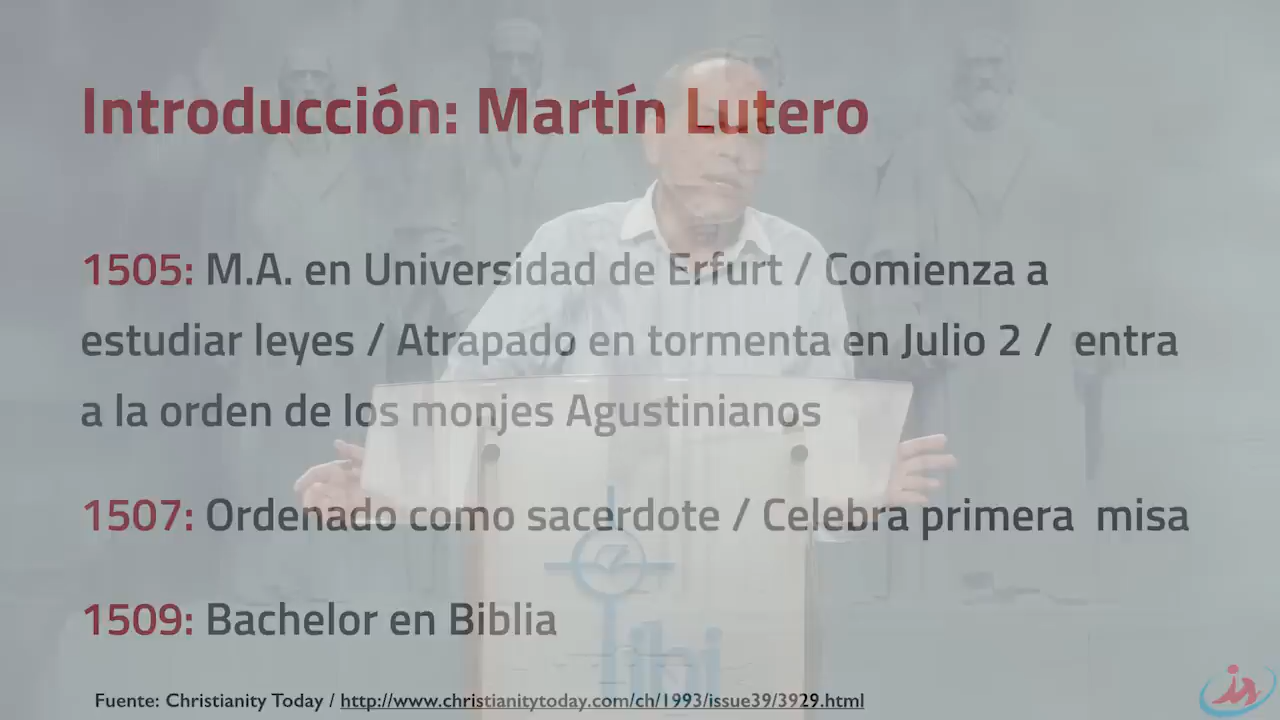 Introducción: Martín Lutero
1505: M.A. en Universidad de Erfurt / Comienza a
estudiar leyes / Atrapado en tormenta en Julio 2 / entra
a la orden de los monjes Agustinianos
1507: Ordenado como sacerdote / Celebra primera misa
1509: Bachelor en Biblia
ibi
Fuente: Christianity Today / http://www.christianitytoday.com/ch/1993/issue39/3929.html